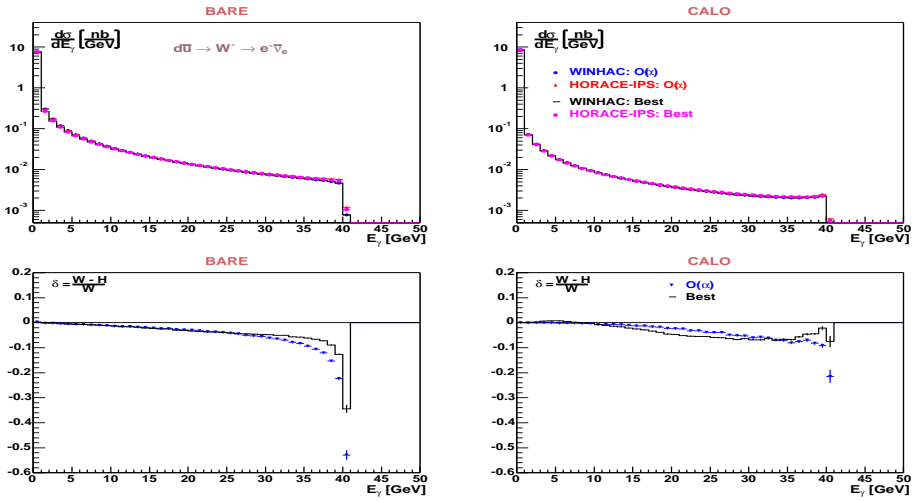 BARE
dσ/dE_γ [nb/GeV]
dū → W⁻ → e⁻ν̄_e
10
1
10⁻¹
10⁻²
10⁻³
0 5 10 15 20 25 30 35 40 45 50
E_γ [GeV]
CALO
dσ/dE_γ [nb/GeV]
WINHAC: O(α)
HORACE-IPS: O(α)
WINHAC: Best
HORACE-IPS: Best
10
1
10⁻¹
10⁻²
10⁻³
0 5 10 15 20 25 30 35 40 45 50
E_γ [GeV]
BARE
δ = W - H/W
0.2
0.1
0
-0.1
-0.2
-0.3
-0.4
-0.5
-0.6
0 5 10 15 20 25 30 35 40 45 50
E_γ [GeV]
CALO
δ = W - H/W
O(α)
Best
0.2
0.1
0
-0.1
-0.2
-0.3
-0.4
-0.5
-0.6
0 5 10 15 20 25 30 35 40 45 50
E_γ [GeV]